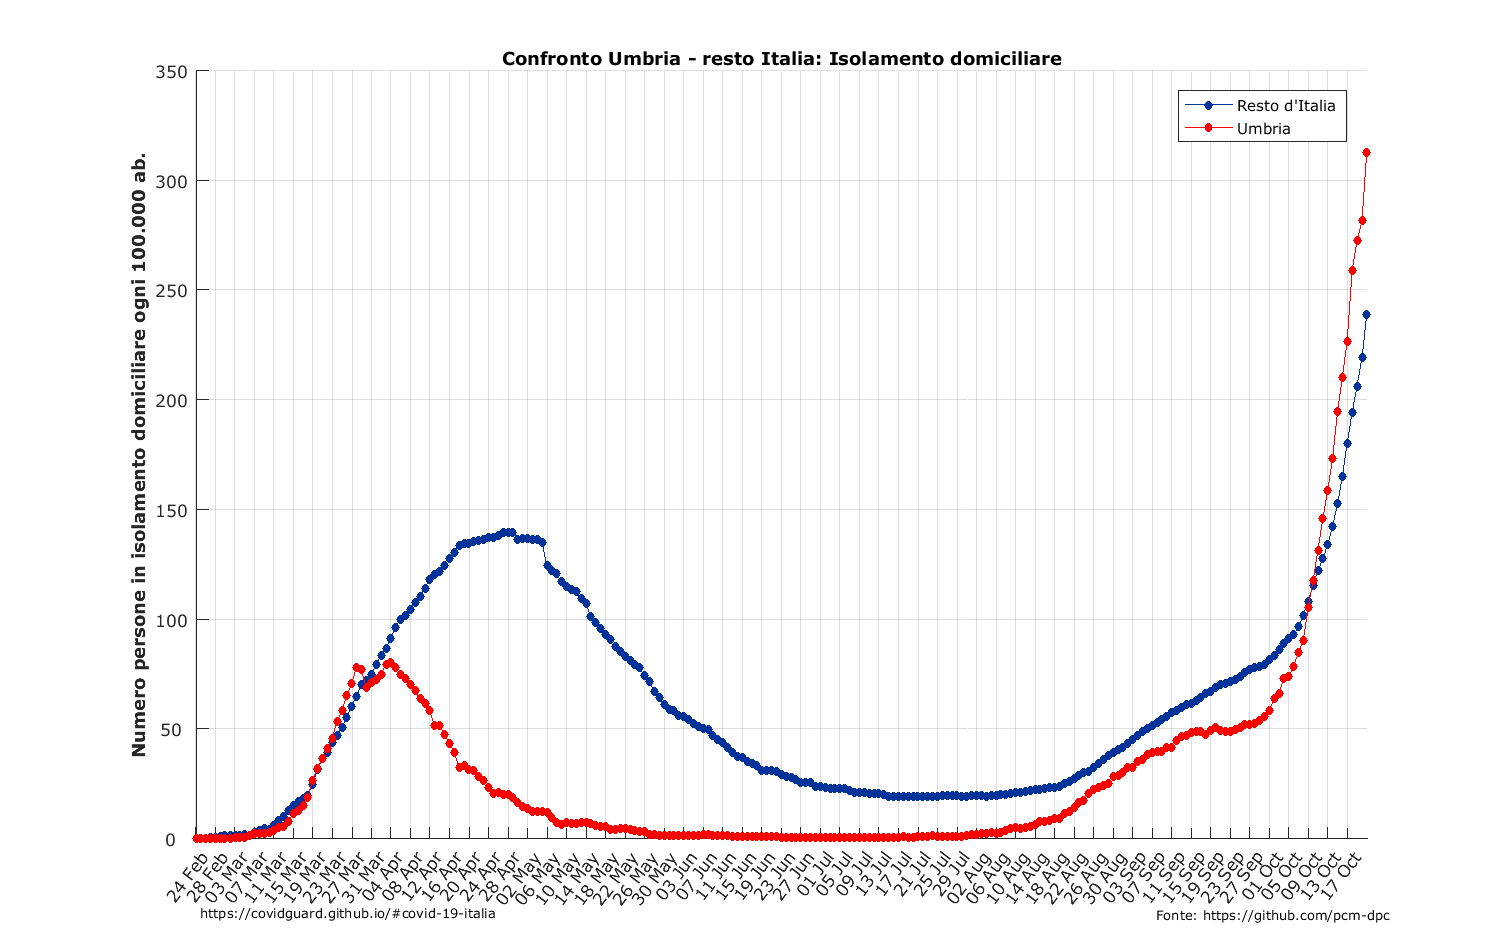 Confronto Umbria - resto Italia: Isolamento domiciliare
350
300
250
200
150
100
50
0
Numero persone in isolamento domiciliare ogni 100.000 ab.
Resto d'Italia
Umbria
24 Feb
28 Feb
03 Mar
07 Mar
11 Mar
15 Mar
19 Mar
23 Mar
27 Mar
31 Mar
04 Apr
08 Apr
12 Apr
16 Apr
20 Apr
24 Apr
28 Apr
02 May
06 May
10 May
14 May
18 May
22 May
26 May
30 May
03 Jun
07 Jun
11 Jun
15 Jun
19 Jun
23 Jun
27 Jun
01 Jul
05 Jul
09 Jul
13 Jul
17 Jul
21 Jul
25 Jul
29 Jul
02 Aug
06 Aug
10 Aug
14 Aug
18 Aug
22 Aug
26 Aug
30 Aug
03 Sep
07 Sep
11 Sep
15 Sep
19 Sep
23 Sep
27 Sep
01 Oct
05 Oct
09 Oct
13 Oct
17 Oct
https://covidguard.github.io/#covid-19-italia
Fonte: https://github.com/pcm-dpc